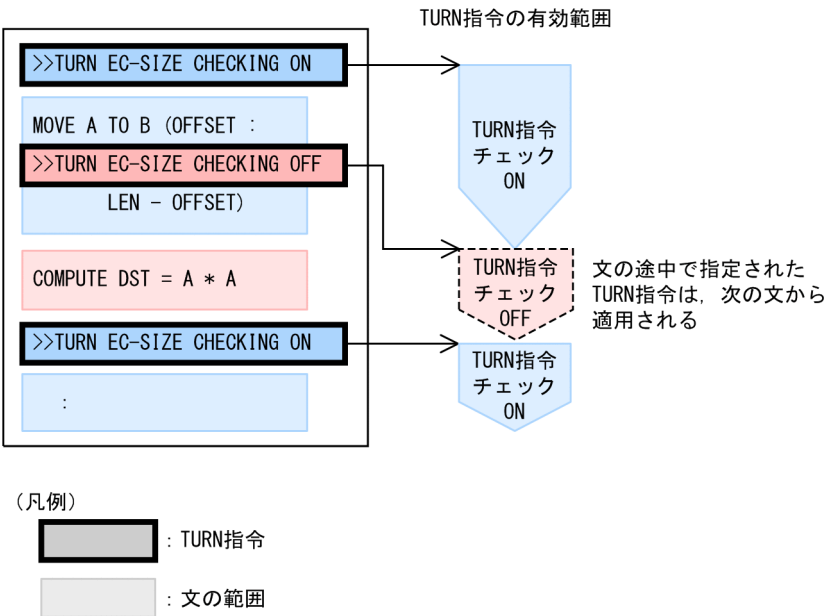 TURN指令の有効範囲
>>TURN EC-SIZE CHECKING ON
MOVE A TO B (OFFSET :
>>TURN EC-SIZE CHECKING OFF
LEN - OFFSET)
COMPUTE DST = A * A
>>TURN EC-SIZE CHECKING ON
:
TURN指令
チェック
ON
TURN指令
チェック
OFF
文の途中で指定された
TURN指令は，次の文から
適用される
TURN指令
チェック
ON
（凡例）
：TURN指令
：文の範囲